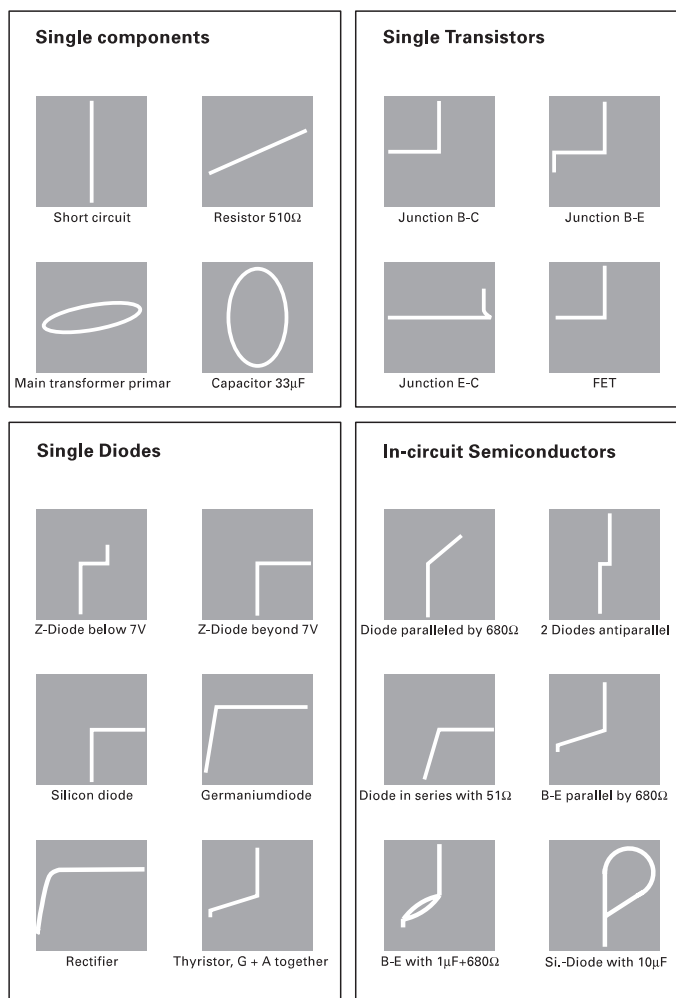 Single components
Short circuit
Resistor 510Ω
Main transformer primar
Capacitor 33µF
Single Transistors
Junction B-C
Junction B-E
Junction E-C
FET
Single Diodes
Z-Diode below 7V
Z-Diode beyond 7V
Silicon diode
Germaniumdiode
Rectifier
Thyristor, G + A together
In-circuit Semiconductors
Diode paralleled by 680Ω
2 Diodes antiparallel
Diode in series with 51Ω
B-E parallel by 680Ω
B-E with 1µF+680Ω
Si.-Diode with 10µF